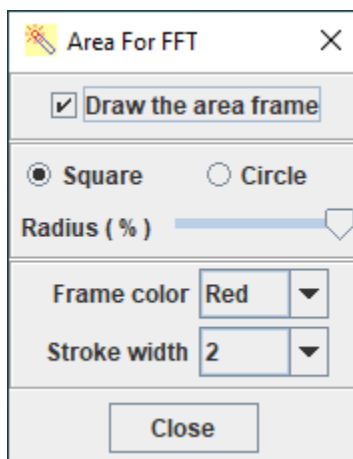 Area For FFT
Draw the area frame
Square Circle
Radius ( % )
Frame color Red
Stroke width 2
Close